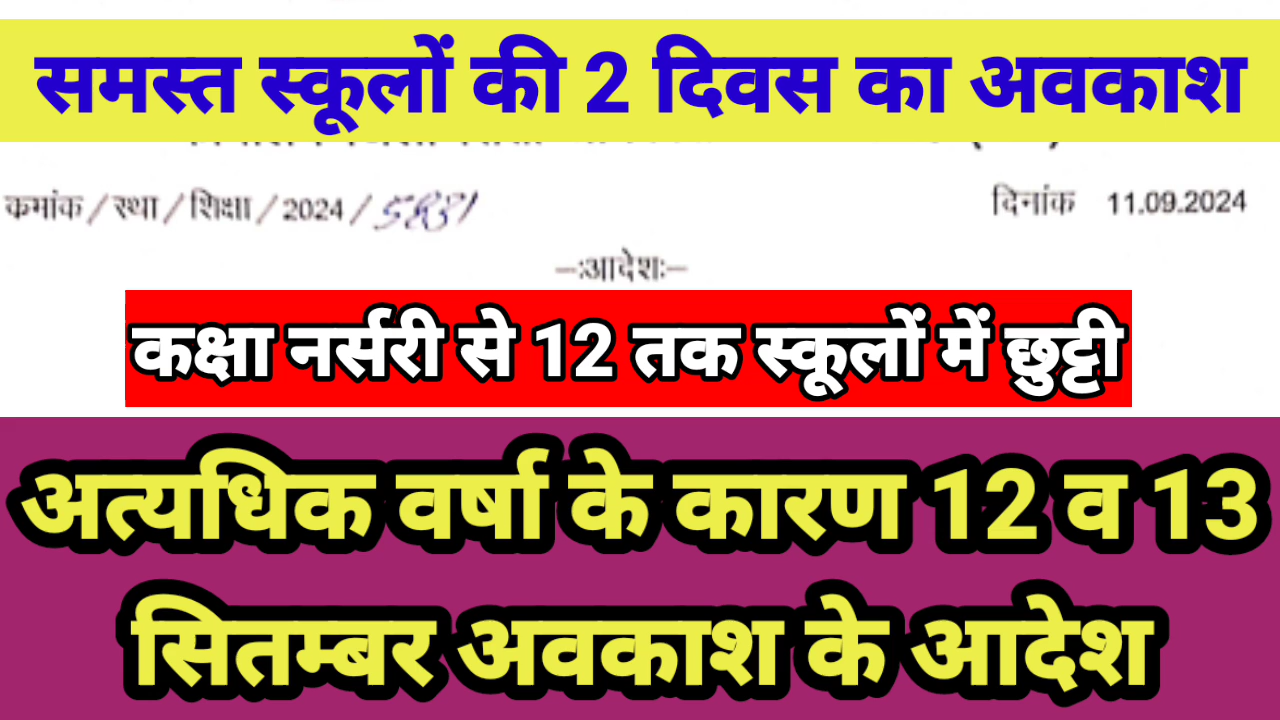 समस्त स्कूलों की 2 दिवस का अवकाश
कमांक / स्था / शिक्षा / 2024 / 5831
दिनांक 11.09.2024
–:आदेश:–
कक्षा नर्सरी से 12 तक स्कूलों में छुट्टी
अत्यधिक वर्षा के कारण 12 व 13
सितम्बर अवकाश के आदेश